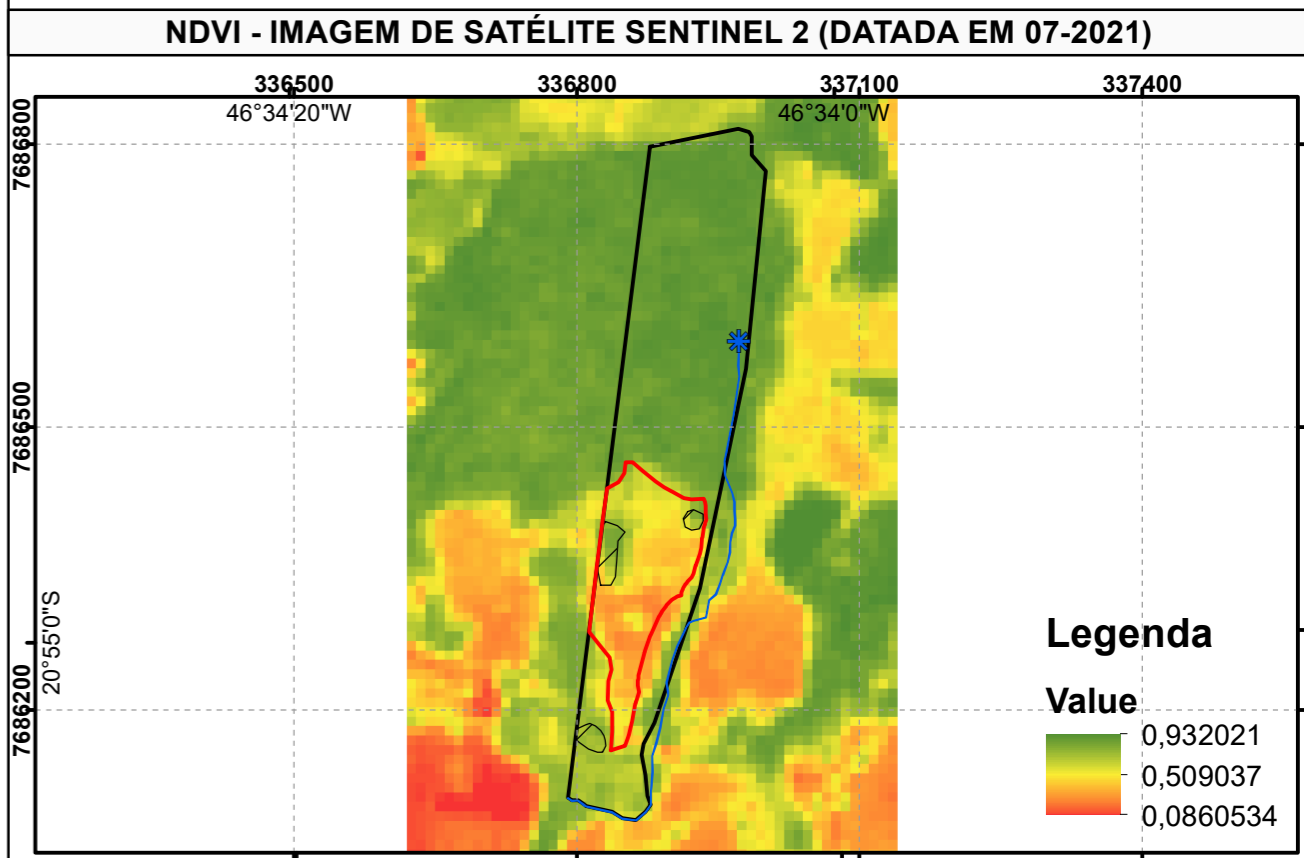 NDVI - IMAGEM DE SATÉLITE SENTINEL 2 (DATADA EM 07-2021)
336500 336800 337100 337400
46°34'20"W 46°34'0"W
7686800
7686500
20°55'0"S
7686200
Legenda
Value
0,932021
0,509037
0,0860534